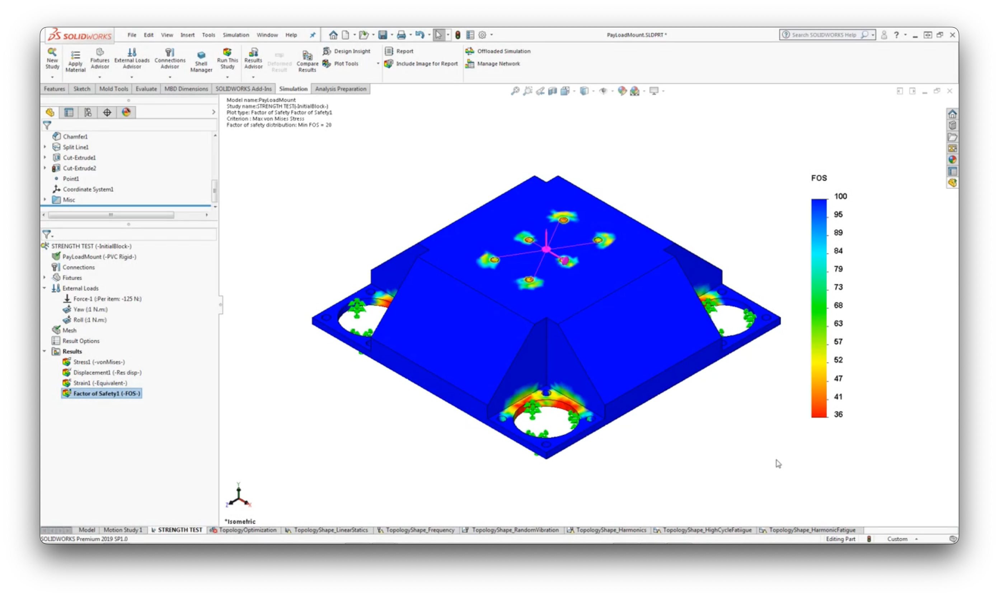 SOLIDWORKS File Edit View Insert Tools Simulation Window Help PayLoadMount.SLDPRT * Search SOLIDWORKS Help
New Study
Apply Material
Fixtures Advisor
External Loads Advisor
Connections Advisor
Shell Manager
Run This Study
Results Advisor
Deformed Result
Compare Results
Design Insight
Plot Tools
Report
Include Image for Report
Offloaded Simulation
Manage Network
Features Sketch Mold Tools Evaluate MBD Dimensions SOLIDWORKS Add-Ins Simulation Analysis Preparation
Chamfer1
Split Line1
Cut-Extrude1
Cut-Extrude2
Point1
Coordinate System1
Misc
STRENGTH TEST (-InitialBlock-)
PayLoadMount (-PVC Rigid-)
Connections
Fixtures
External Loads
Force-1 (:Per item: -125 N:)
Yaw (:1 N.m:)
Roll (:1 N.m:)
Mesh
Result Options
Results
Stress1 (-vonMises-)
Displacement1 (-Res disp-)
Strain1 (-Equivalent-)
Factor of Safety1 (-FOS-)
Model name:PayLoadMount
Study name:STRENGTH TEST(-InitialBlock-)
Plot type: Factor of Safety Factor of Safety1
Criterion : Max von Mises Stress
Factor of safety distribution: Min FOS = 20
FOS
100
95
89
84
79
73
68
63
57
52
47
41
36
Y
Z X
*Isometric
Model Motion Study 1 STRENGTH TEST TopologyOptimization TopologyShape_LinearStatics TopologyShape_Frequency TopologyShape_RandomVibration TopologyShape_Harmonics TopologyShape_HighCycleFatiigue TopologyShape_HarmonicFatigue
SOLIDWORKS Premium 2019 SP1.0 Editing Part Custom